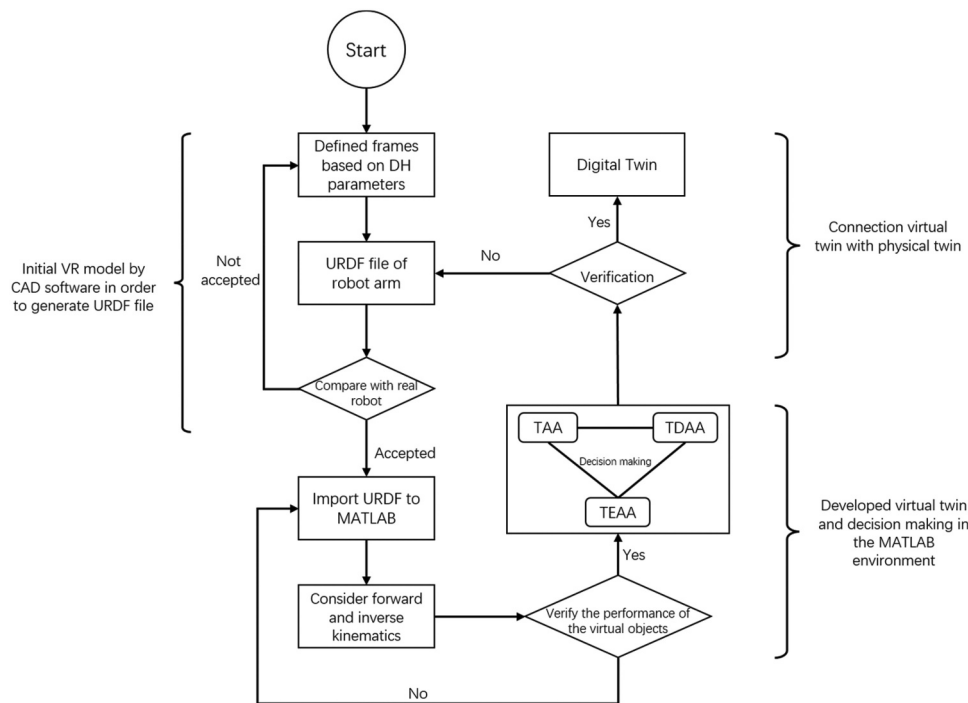 Start
Defined frames
based on DH
parameters
URDF file of
robot arm
Not
accepted
Compare with real
robot
Accepted
Import URDF to
MATLAB
Consider forward
and inverse
kinematics
Initial VR model by
CAD software in order
to generate URDF file
Digital Twin
Yes
Verification
No
TAA
TDAA
Decision making
TEAA
Yes
Verify the performance of
the virtual objects
No
Connection virtual
twin with physical twin
Developed virtual twin
and decision making in
the MATLAB
environment